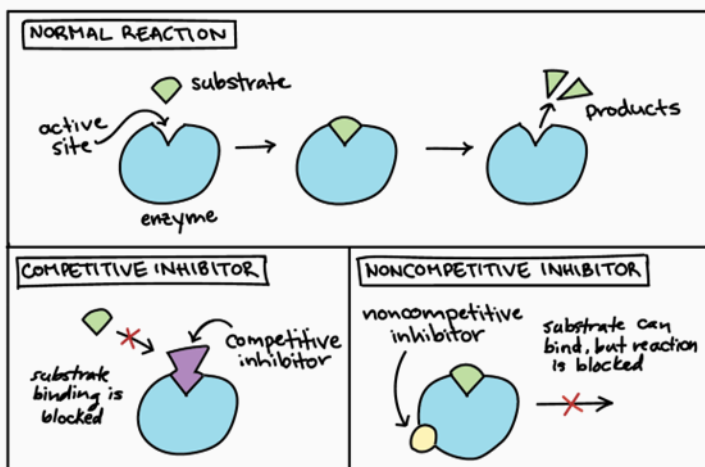 NORMAL REACTION
substrate
active
site
enzyme
products
COMPETITIVE INHIBITOR
competitive
inhibitor
substrate
binding is
blocked
NONCOMPETITIVE INHIBITOR
noncompetitive
inhibitor
substrate can
bind, but reaction
is blocked